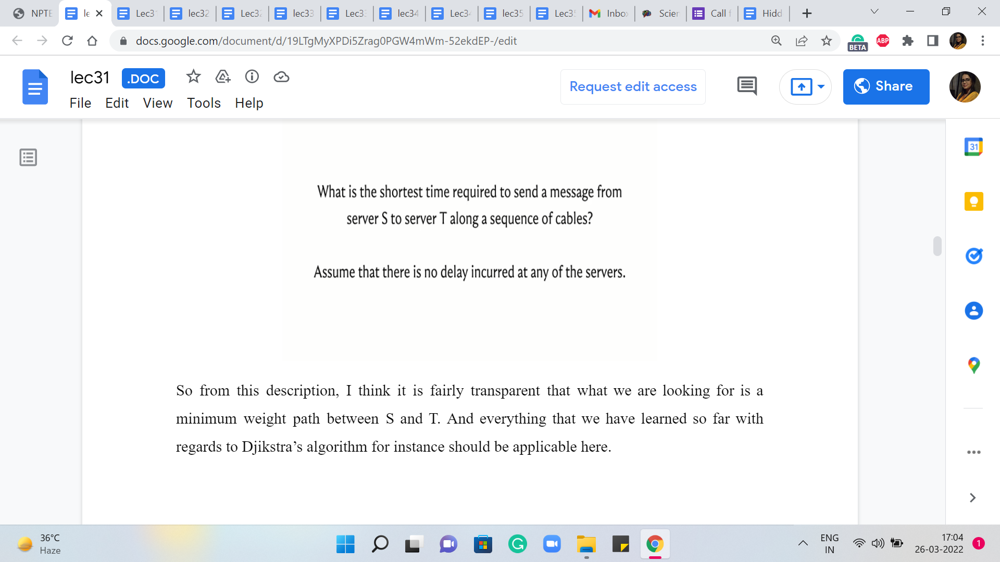 NPTE
le
Lec3
lec32
Lec3
lec33
Lec3
lec34
Lec34
lec35
Lec3
Inbo
Scien
Call f
Hidd
docs.google.com/document/d/19LTgMyXPDi5Zrag0PGW4mWm-52ekdEP-/edit
BETA
ABP
lec31
.DOC
Request edit access
Share
File Edit View Tools Help
31
What is the shortest time required to send a message from
server S to server T along a sequence of cables?
Assume that there is no delay incurred at any of the servers.
So from this description, I think it is fairly transparent that what we are looking for is a
minimum weight path between S and T. And everything that we have learned so far with
regards to Djikstra’s algorithm for instance should be applicable here.
36°C
Haze
ENG
IN
17:04
26-03-2022
1